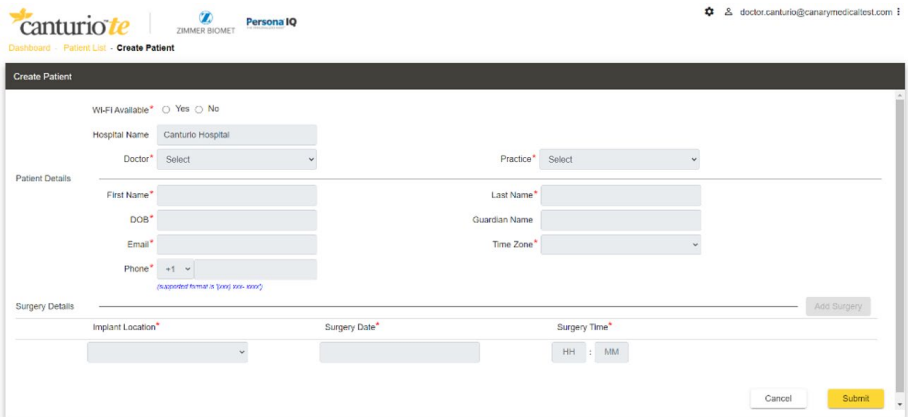 canturio te ZIMMER BIOMET Persona IQ doctor.canturio@canarymedicaltest.com
Dashboard - Patient List - Create Patient
Create Patient
WI-FI Available* Yes No
Hospital Name Canturio Hospital
Doctor* Select Practice* Select
Patient Details
First Name* Last Name*
DOB* Guardian Name
Email* Time Zone*
Phone* +1
(supported format is '(xxx) xxx- xxxx')
Surgery Details Add Surgery
Implant Location* Surgery Date* Surgery Time*
HH : MM
Cancel Submit